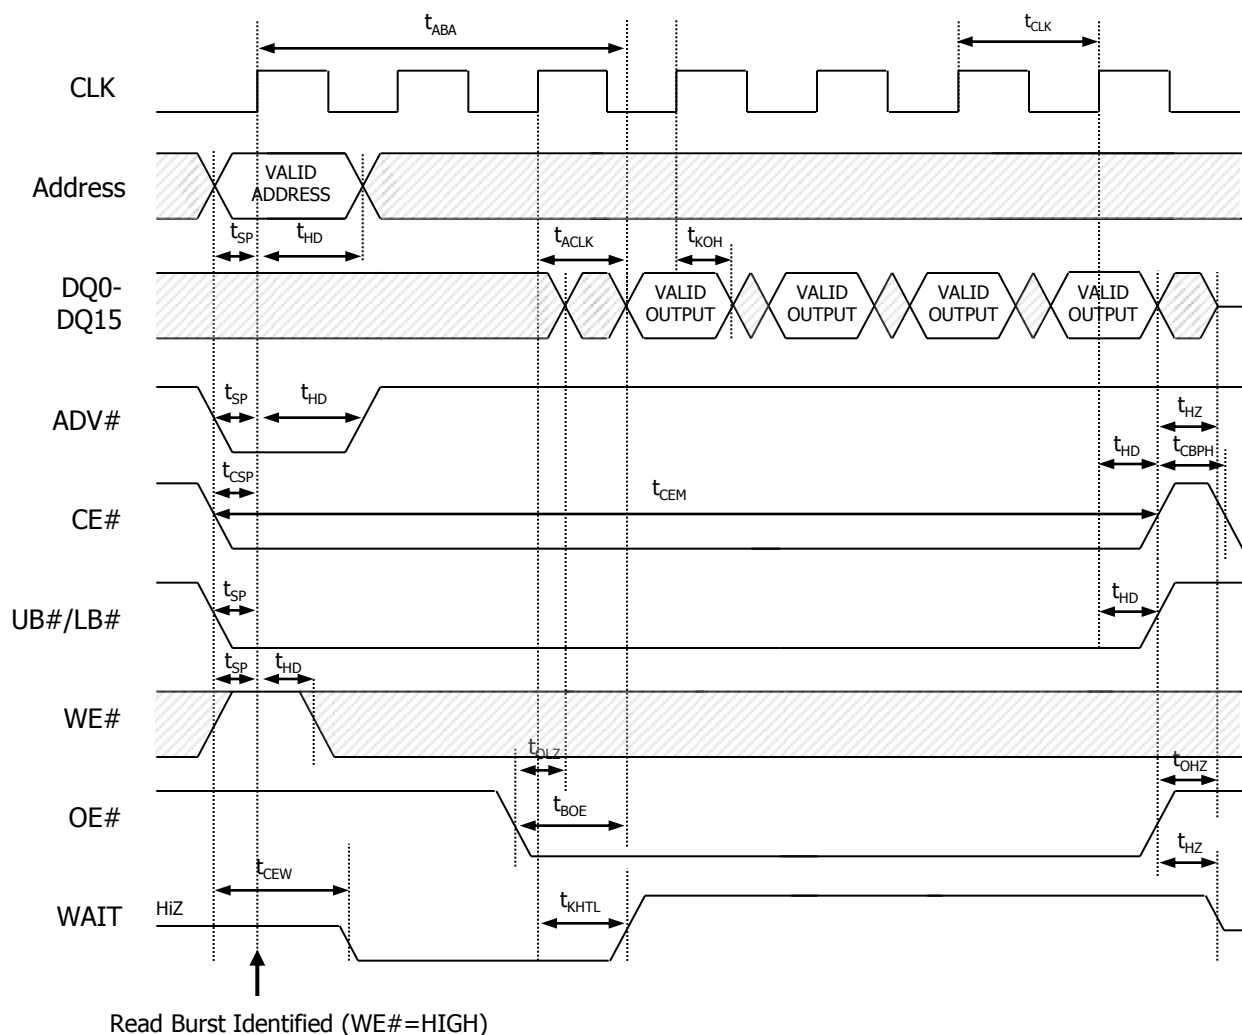 tABA
tCLK
CLK
VALID
ADDRESS
Address
tSP
tHD
tACLK
tKOH
DQ0-
DQ15
VALID
OUTPUT
VALID
OUTPUT
VALID
OUTPUT
VALID
OUTPUT
ADV#
tSP
tHD
tHZ
tCSP
tHD
tCBPH
CE#
tCEM
UB#/LB#
tSP
tHD
tSP
tHD
WE#
tOLZ
tOHZ
OE#
tBOE
tHZ
tCEW
WAIT
HiZ
tKHTL
Read Burst Identified (WE#=HIGH)